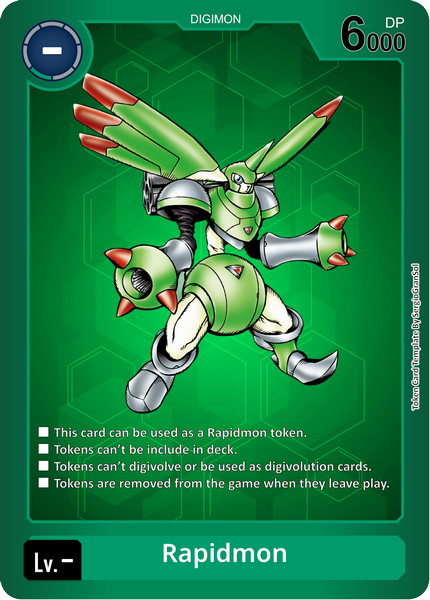 DIGIMON
DP
6000
-
This card can be used as a Rapidmon token.
Tokens can't be include in deck.
Tokens can't digivolve or be used as digivolution cards.
Tokens are removed from the game when they leave play.
Token Card Template By SergioGranSol
Lv.-
Rapidmon